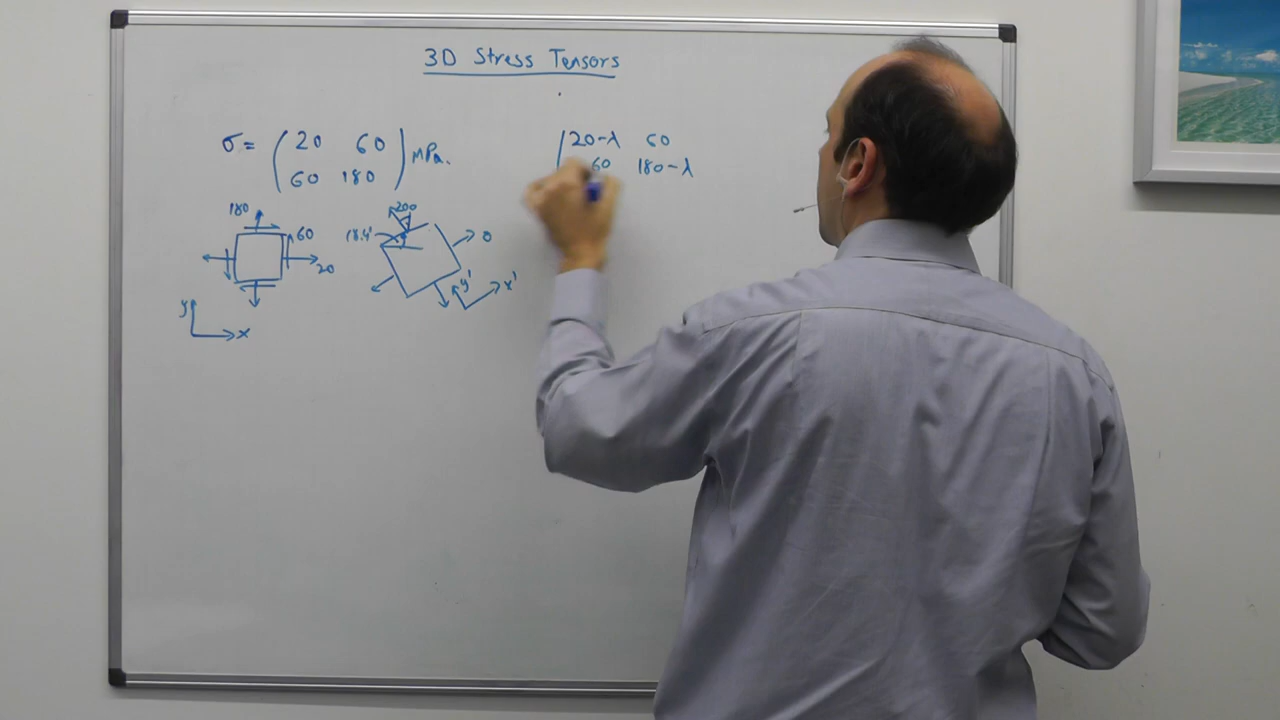 3D Stress Tensors
σ= (20 60
60 180) MPa.
|20-λ 60
60 180-λ
180
60
20
y
x
200
18.4°
0
y'
x'